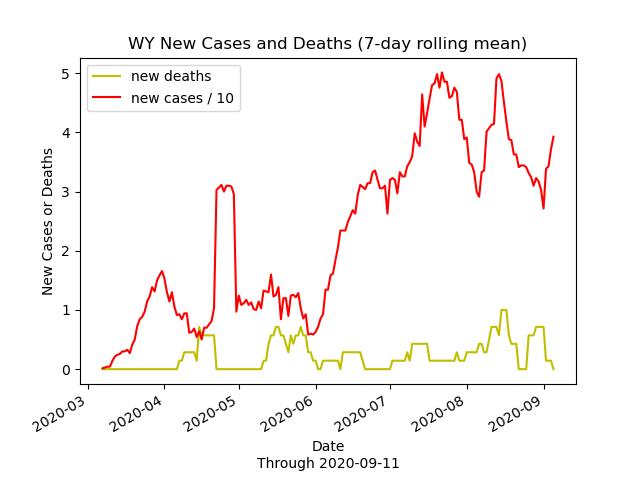 WY New Cases and Deaths (7-day rolling mean)
new deaths
new cases / 10
New Cases or Deaths
5
4
3
2
1
0
2020-03
2020-04
2020-05
2020-06
2020-07
2020-08
2020-09
Date
Through 2020-09-11